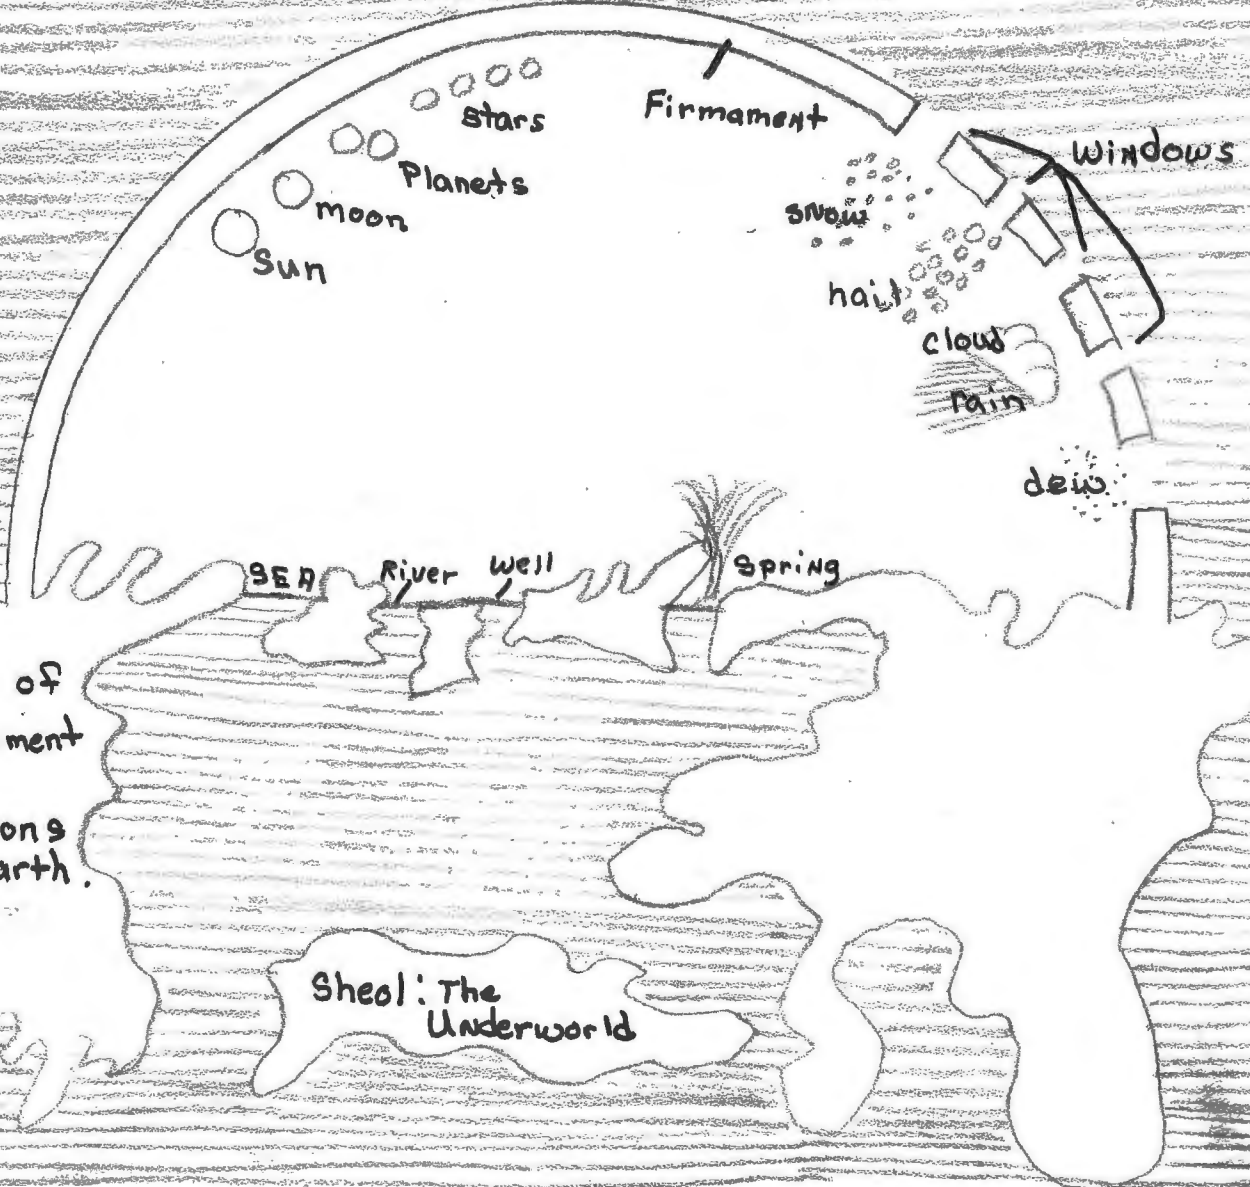 stars
Firmament
Windows
Planets
snow
moon
Sun
hail
cloud
rain
dew
SEA
River
Well
Spring
of
ment
ons
arth.
Sheol: The
Underworld